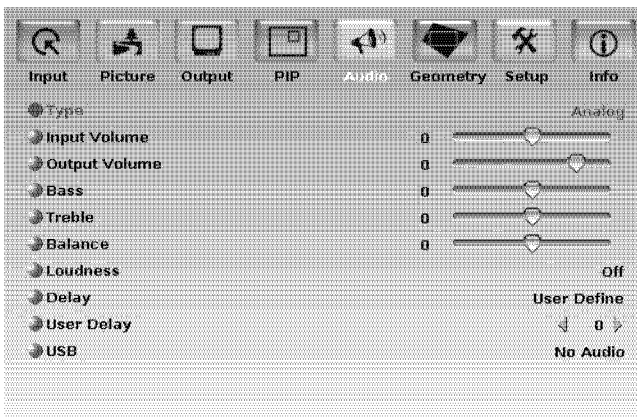 Input Picture Output PIP Audio Geometry Setup Info
Type Analog
Input Volume 0
Output Volume 0
Bass 0
Treble 0
Balance 0
Loudness Off
Delay User Define
User Delay 0
USB No Audio